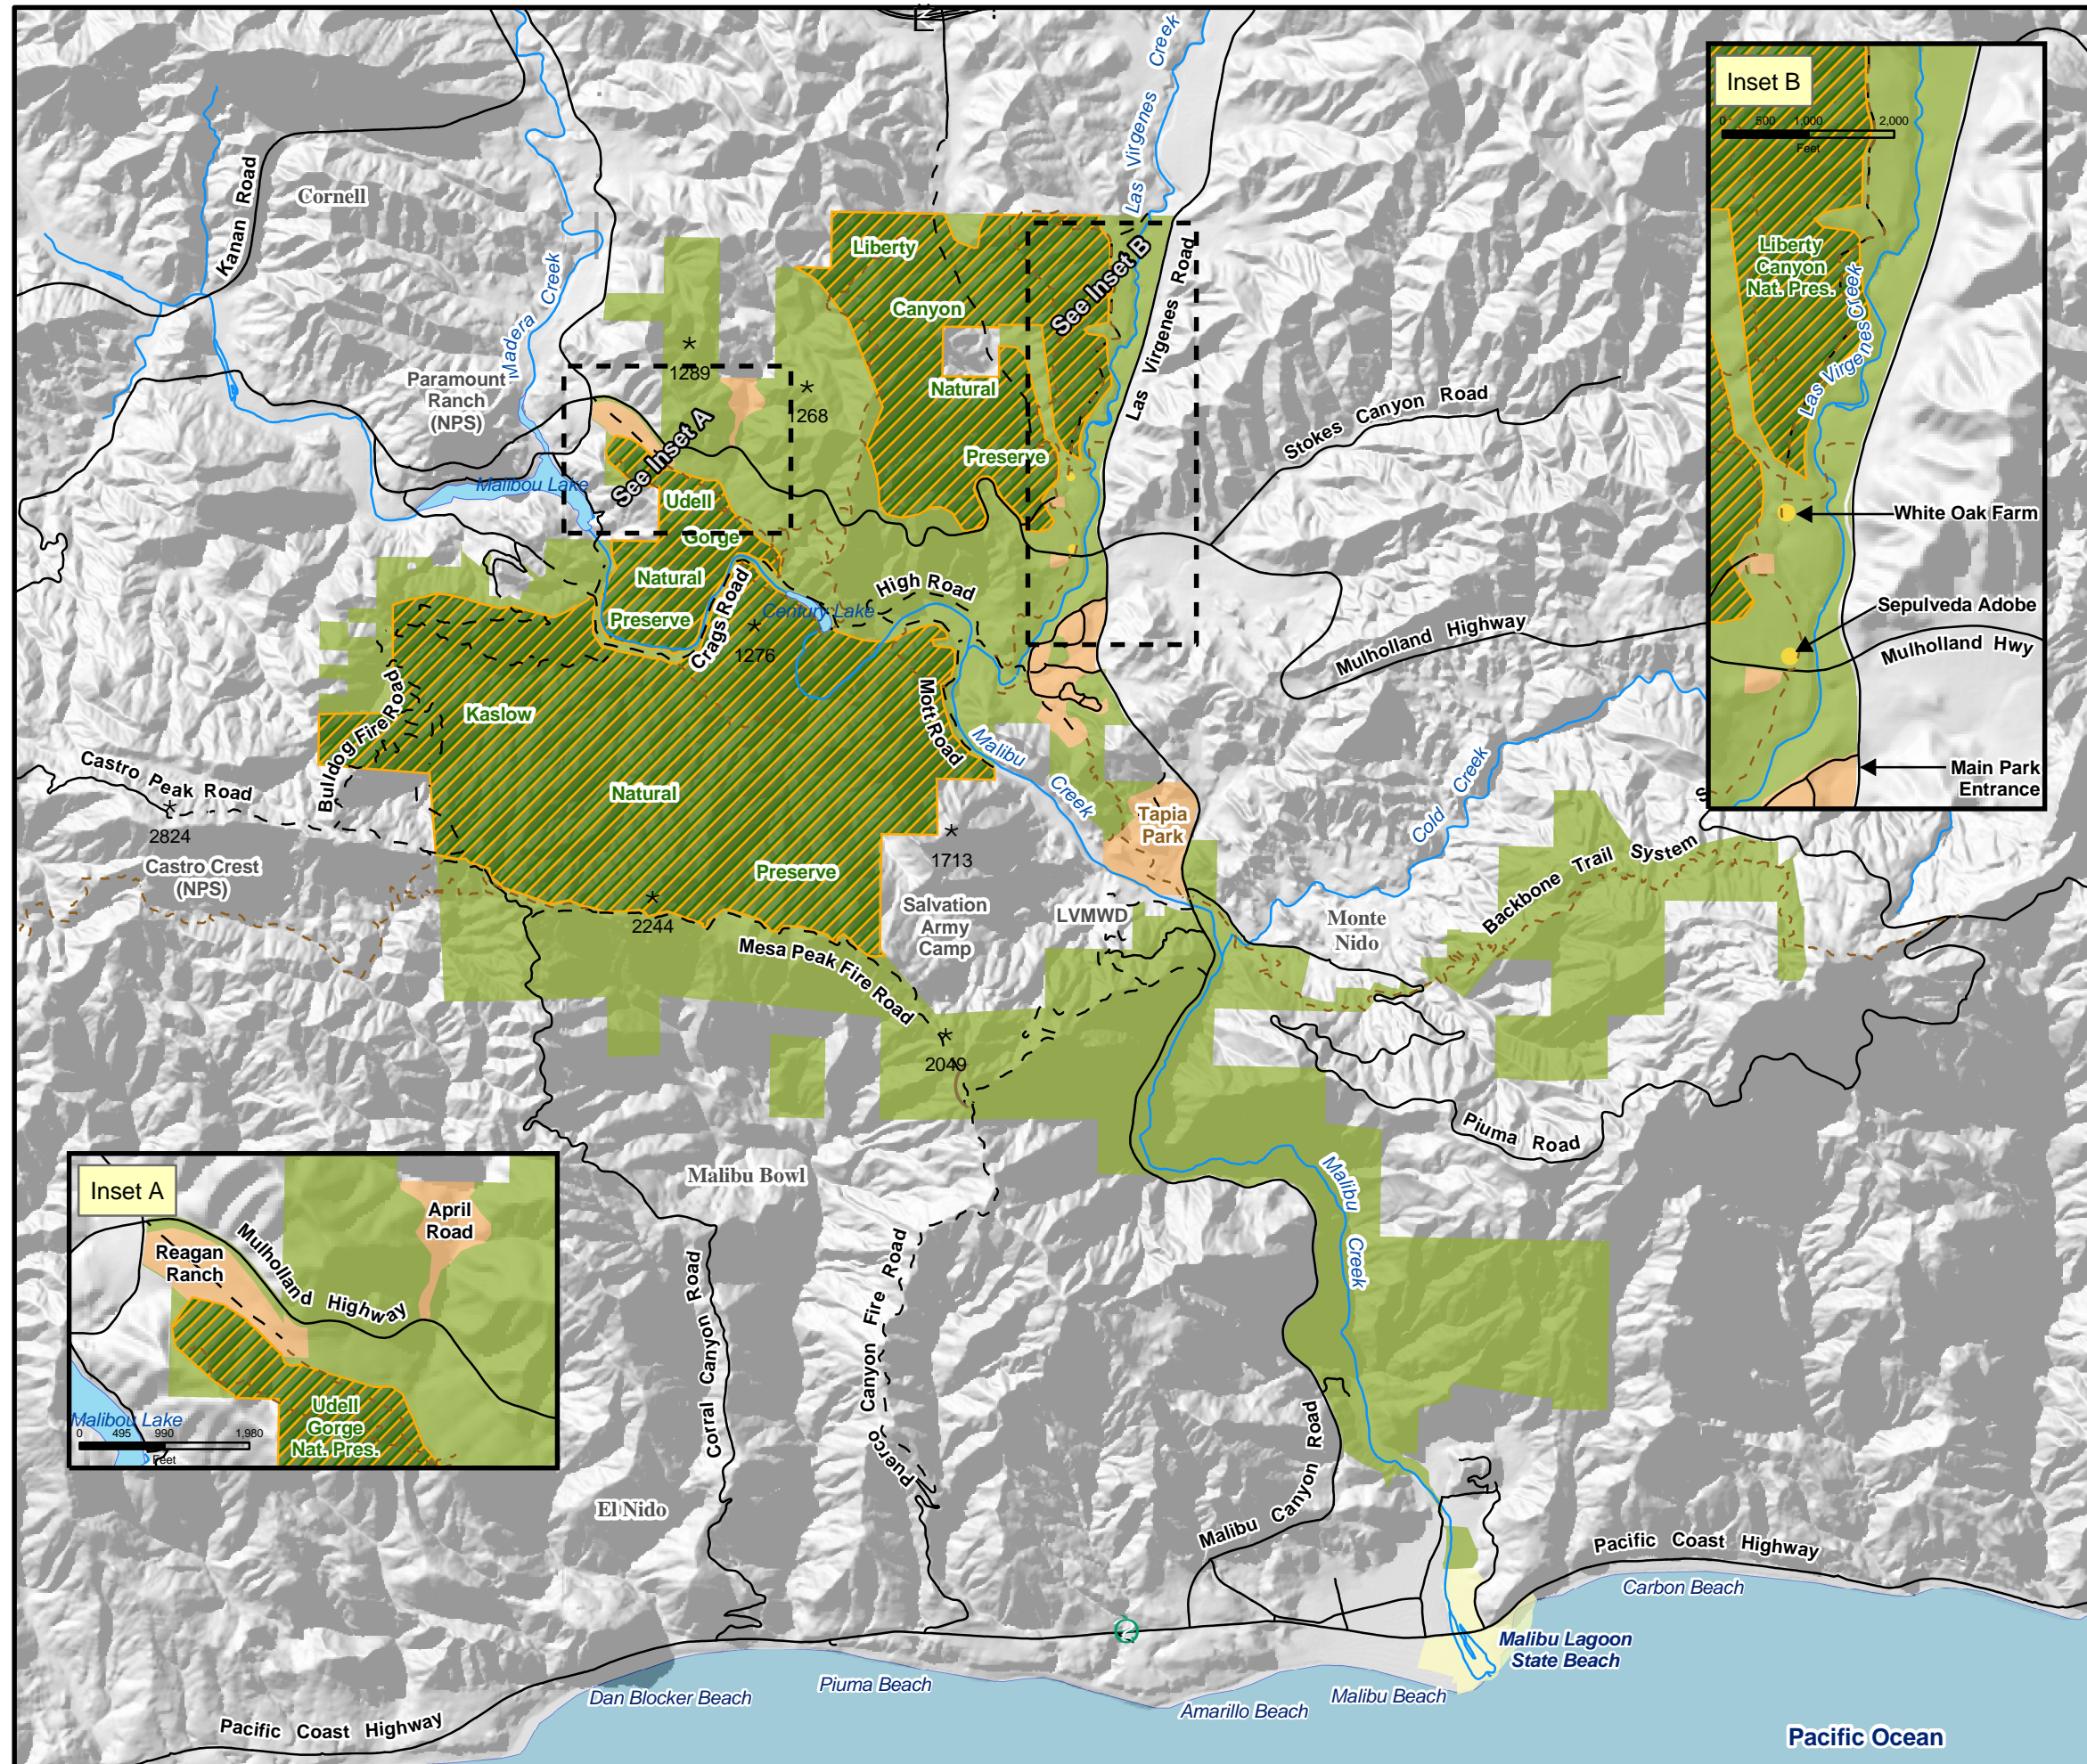 Las Virgenes Creek
Inset B
0 500 1,000 2,000
Feet
Liberty
Canyon
Nat. Pres.
Las Virgenes Creek
White Oak Farm
Sepulveda Adobe
Mulholland Hwy
Main Park
Entrance
Kanan Road
Cornell
Madera Creek
Paramount
Ranch
(NPS)
Malibou Lake
1289
1268
See Inset A
Liberty
Canyon
Natural
Preserve
See Inset B
Las Virgenes Road
Stokes Canyon Road
Mulholland Highway
Udell
Gorge
Natural
Preserve
Crags Road
Century Lake
High Road
1276
Kaslow
Natural
Preserve
Bulldog Fire Road
Castro Peak Road
2824
Castro Crest
(NPS)
Mott Road
Malibu Creek
Tapia
Park
Cold Creek
1713
Salvation
Army
Camp
LVMWD
Monte
Nido
Backbone Trail System
2244
Mesa Peak Fire Road
2049
Piuma Road
Malibu Bowl
Malibu Creek
Inset A
April
Road
Reagan
Ranch
Mulholland Highway
Malibou Lake
0 495 990 1,980
Feet
Udell
Gorge
Nat. Pres.
Corral Canyon Road
Puerco Canyon Fire Road
El Nido
Malibu Canyon Road
Pacific Coast Highway
Carbon Beach
Malibu Lagoon
State Beach
Malibu Beach
Amarillo Beach
Piuma Beach
Dan Blocker Beach
Pacific Coast Highway
Pacific Ocean